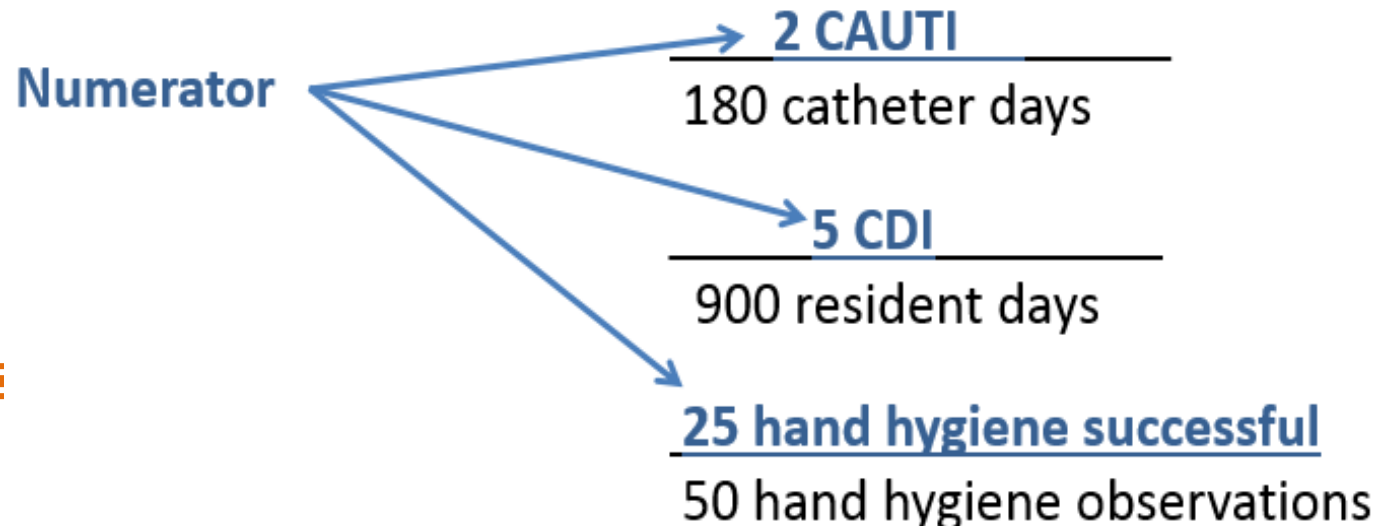 Numerator
2 CAUTI
180 catheter days
5 CDI
900 resident days
25 hand hygiene successful
50 hand hygiene observations